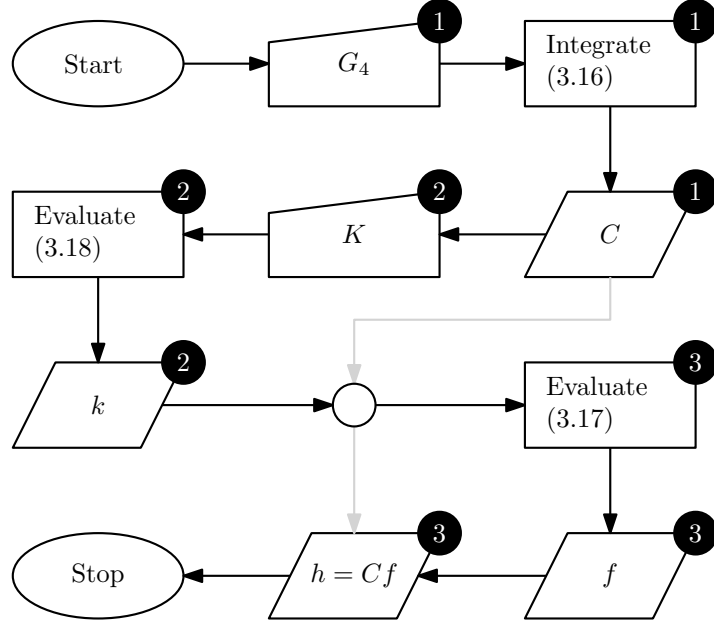 1
1
Start
G₄
Integrate
(3.16)
2
2
1
Evaluate
(3.18)
K
C
2
3
k
Evaluate
(3.17)
3
3
Stop
h = Cf
f